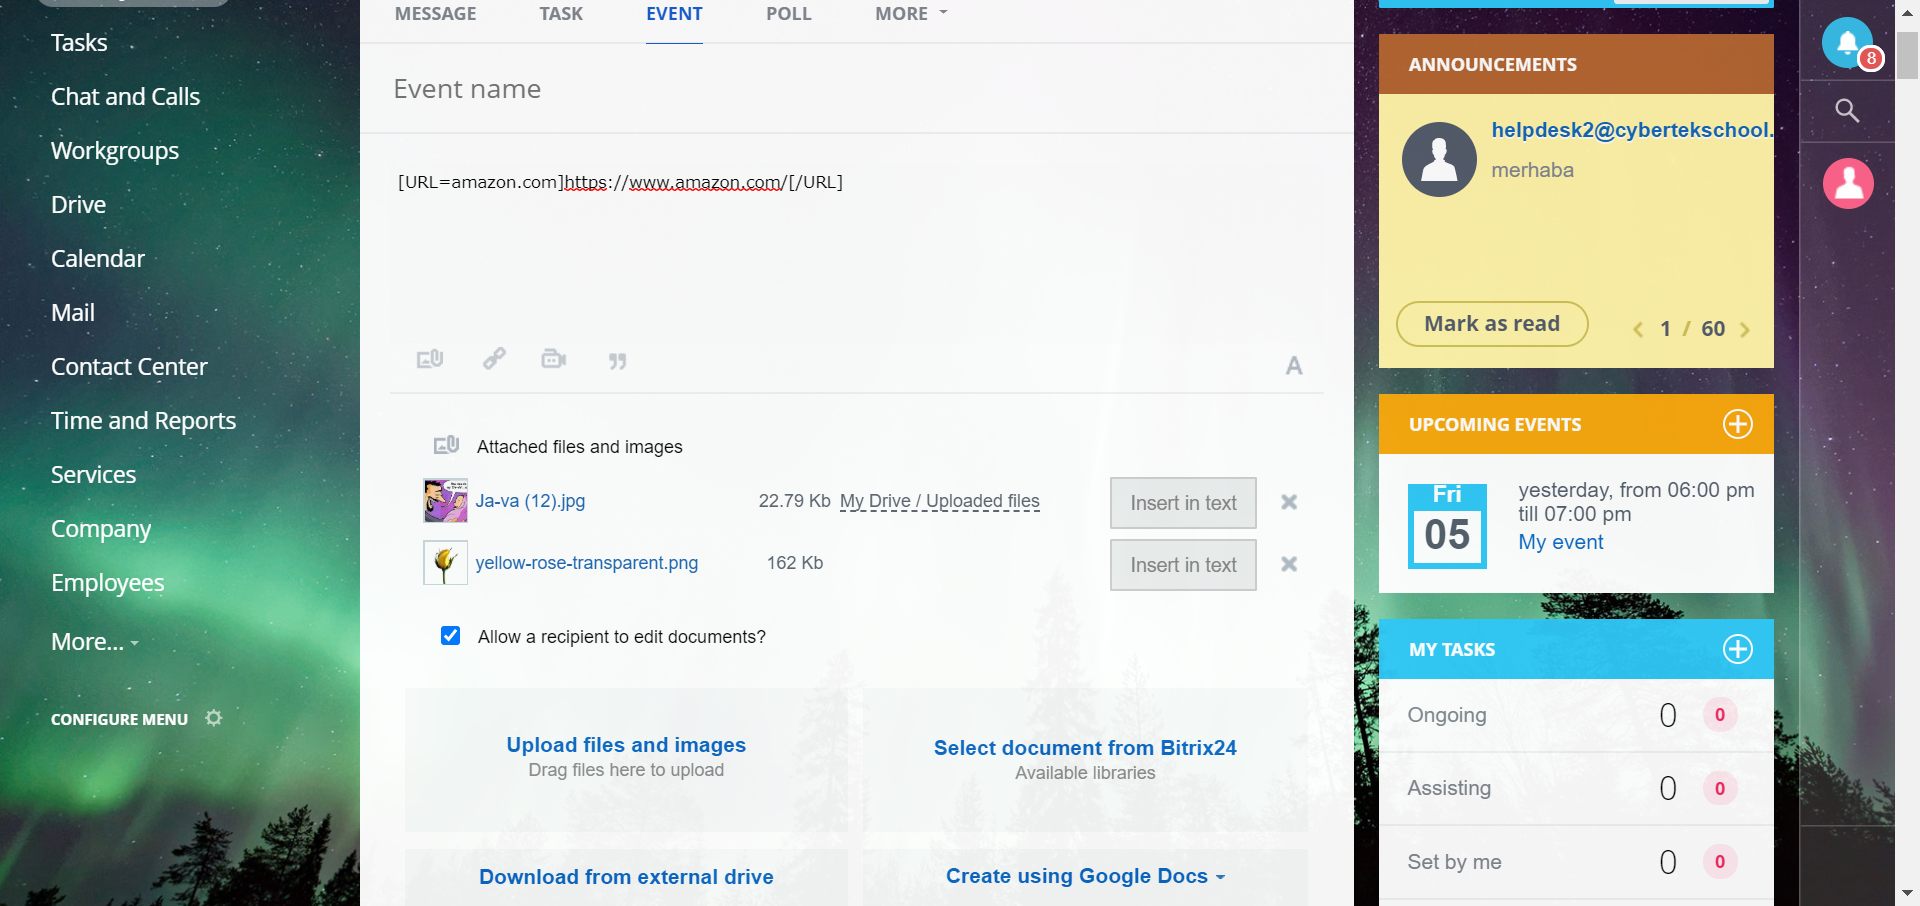 Tasks
Chat and Calls
Workgroups
Drive
Calendar
Mail
Contact Center
Time and Reports
Services
Company
Employees
More...
CONFIGURE MENU
MESSAGE TASK EVENT POLL MORE
Event name
[URL=amazon.com]https://www.amazon.com/[/URL]
A
Attached files and images
Ja-va (12).jpg 22.79 Kb My Drive / Uploaded files Insert in text
yellow-rose-transparent.png 162 Kb Insert in text
Allow a recipient to edit documents?
Upload files and images
Drag files here to upload
Select document from Bitrix24
Available libraries
Download from external drive
Create using Google Docs
ANNOUNCEMENTS
helpdesk2@cybertekschool.
merhaba
Mark as read
1 / 60
UPCOMING EVENTS
Fri
05
yesterday, from 06:00 pm
till 07:00 pm
My event
MY TASKS
Ongoing 0 0
Assisting 0 0
Set by me 0 0
8